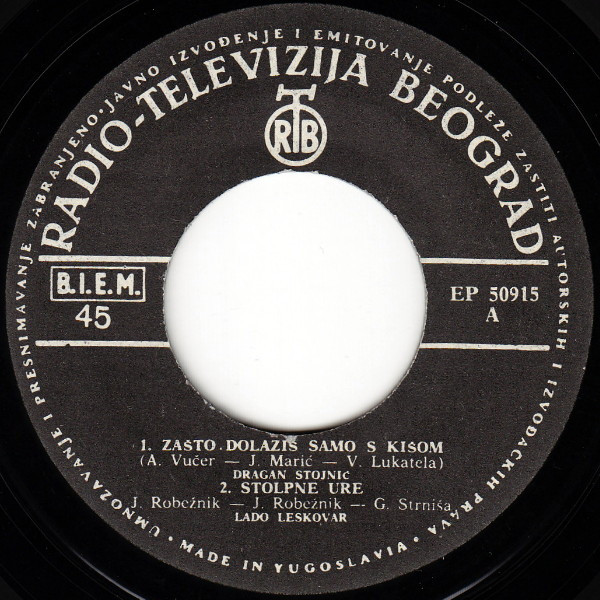 UMNOŽAVANJE I PRESNIMAVANJE ZABRANJENO · JAVNO IZVOĐENJE I EMITOVANJE PODLEŽE ZAŠTITI AUTORSKIH I IZVOĐAČKIH PRAVA ·
RADIO-TELEVIZIJA BEOGRAD
RTB
B.I.E.M.
45
EP 50915
A
1. ZAŠTO DOLAZIŠ SAMO S KIŠOM
(A. Vučer — J. Marić — V. Lukatela)
DRAGAN STOJNIĆ
2. STOLPNE URE
J. Robežnik — J. Robežnik — G. Strniša
LADO LESKOVAR
MADE IN YUGOSLAVIA ·